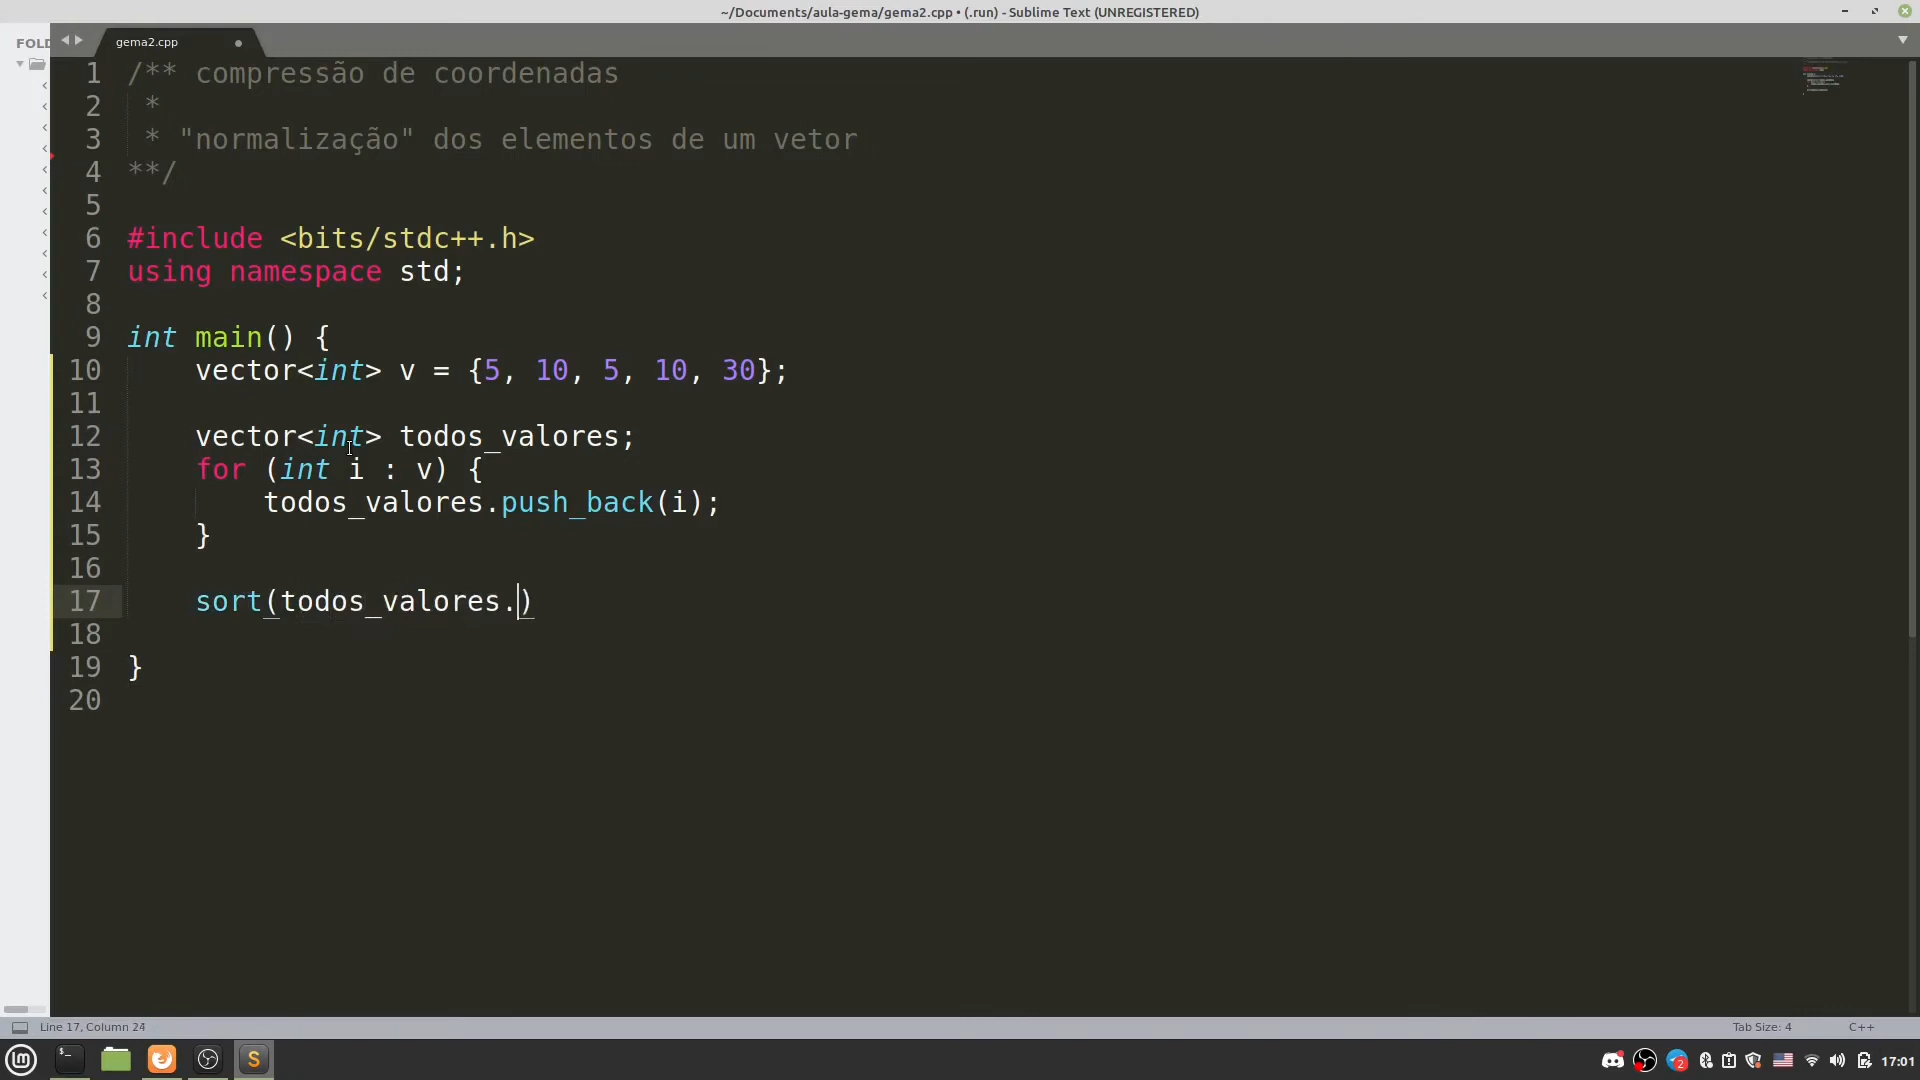 ~/Documents/aula-gema/gema2.cpp • (.run) - Sublime Text (UNREGISTERED)
FOLD
gema2.cpp
1 /** compressão de coordenadas
2  *
3  * "normalização" dos elementos de um vetor
4 **/
5
6 #include <bits/stdc++.h>
7 using namespace std;
8
9 int main() {
10     vector<int> v = {5, 10, 5, 10, 30};
11
12     vector<int> todos_valores;
13     for (int i : v) {
14         todos_valores.push_back(i);
15     }
16
17     sort(todos_valores.)
18
19 }
20
Line 17, Column 24
Tab Size: 4
C++
S
2
17:01